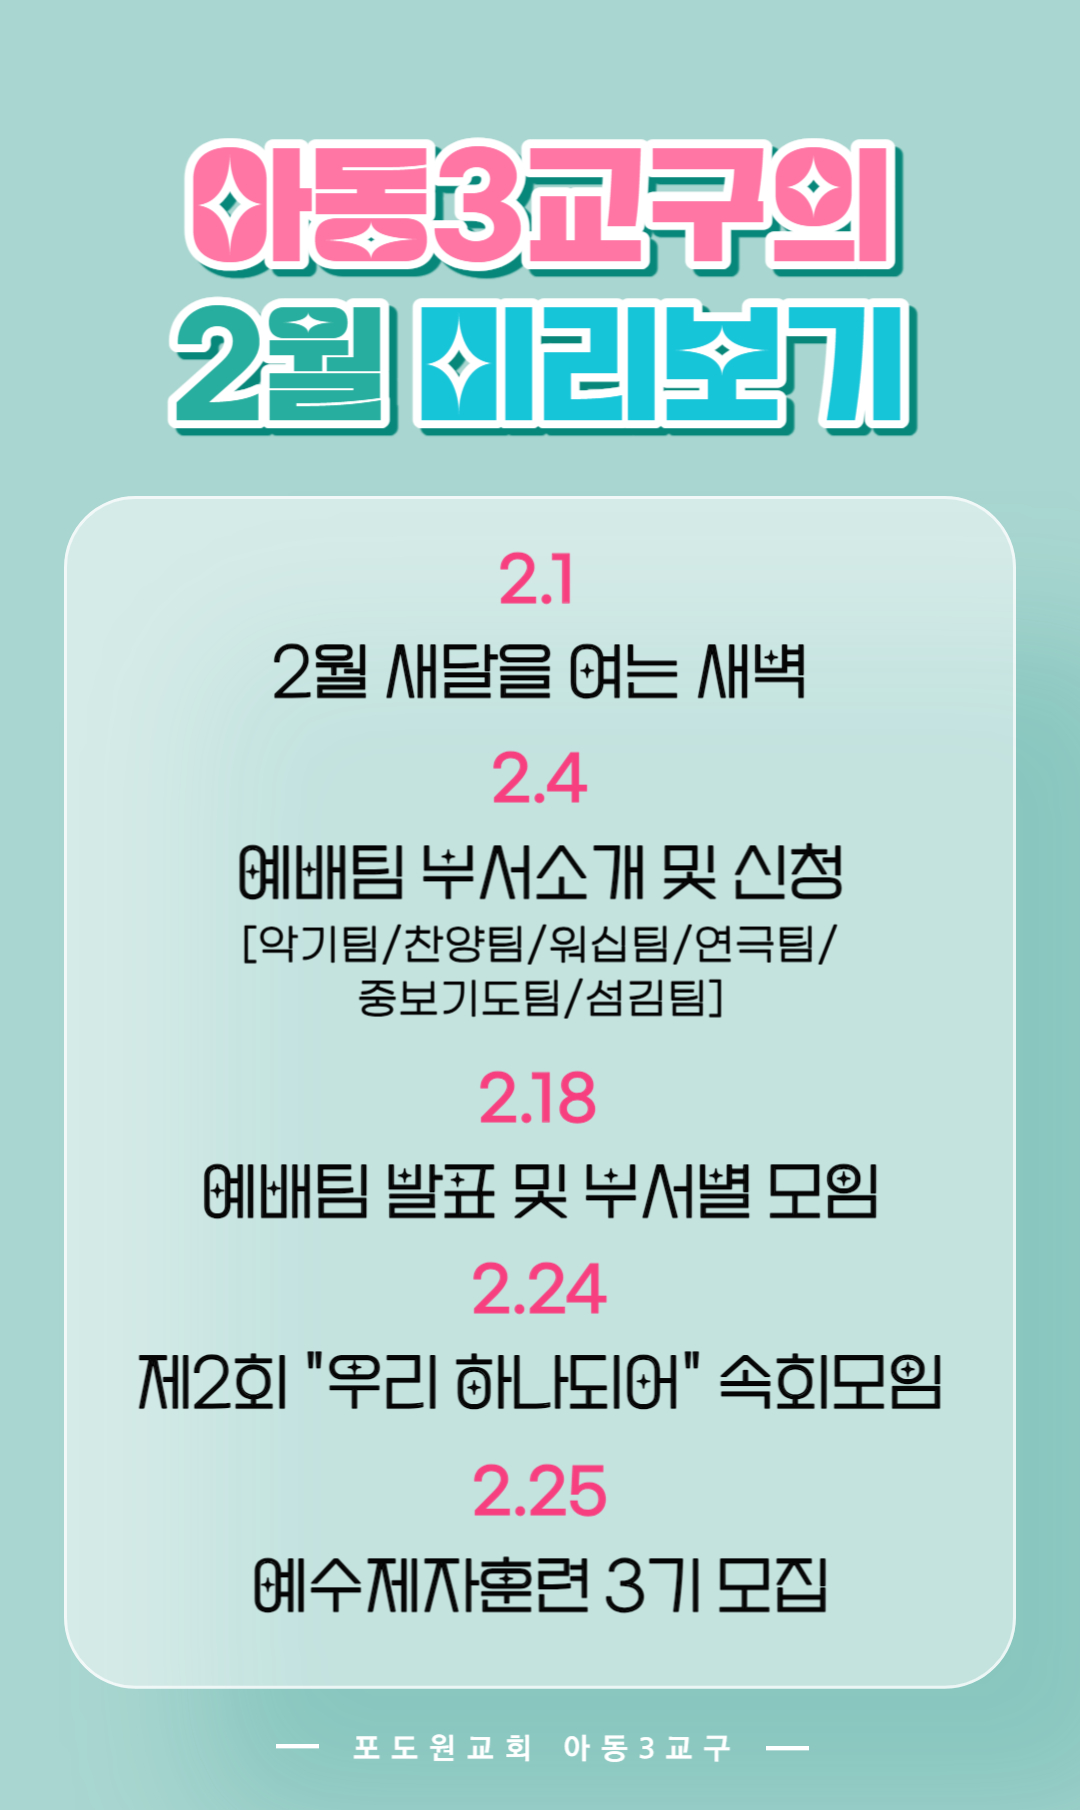 아동3교구의
2월 미리보기
2.1
2월 새달을 여는 새벽
2.4
예배팀 부서소개 및 신청
[악기팀/찬양팀/워십팀/연극팀/
중보기도팀/섬김팀]
2.18
예배팀 발표 및 부서별 모임
2.24
제2회 "우리 하나되어" 속회모임
2.25
예수제자훈련 3기 모집
포도원교회 아동3교구